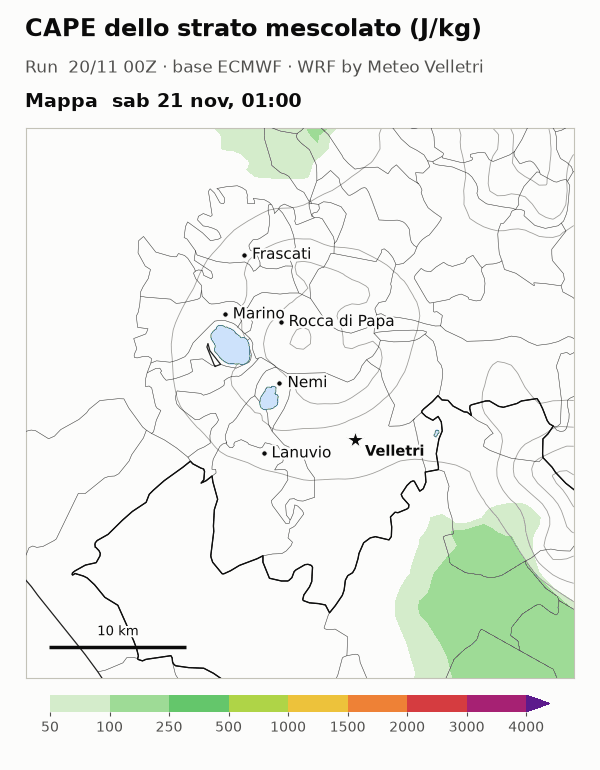 CAPE dello strato mescolato (J/kg)
Run  20/11 00Z · base ECMWF · WRF by Meteo Velletri
Mappa  sab 21 nov, 01:00
Frascati
Marino
Rocca di Papa
Nemi
Velletri
Lanuvio
10 km
50 100 250 500 1000 1500 2000 3000 4000